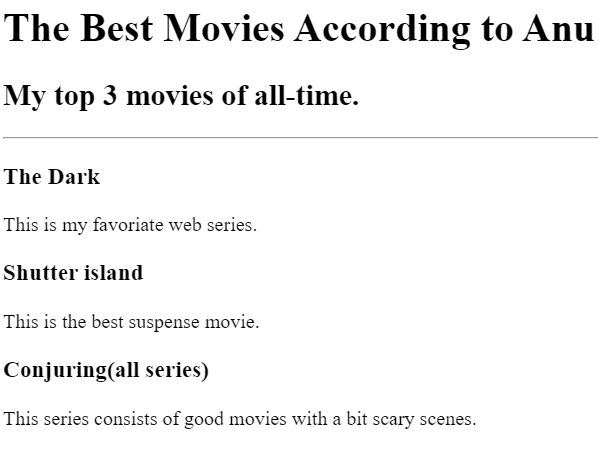 The Best Movies According to Anu
My top 3 movies of all-time.
The Dark
This is my favoriate web series.
Shutter island
This is the best suspense movie.
Conjuring(all series)
This series consists of good movies with a bit scary scenes.